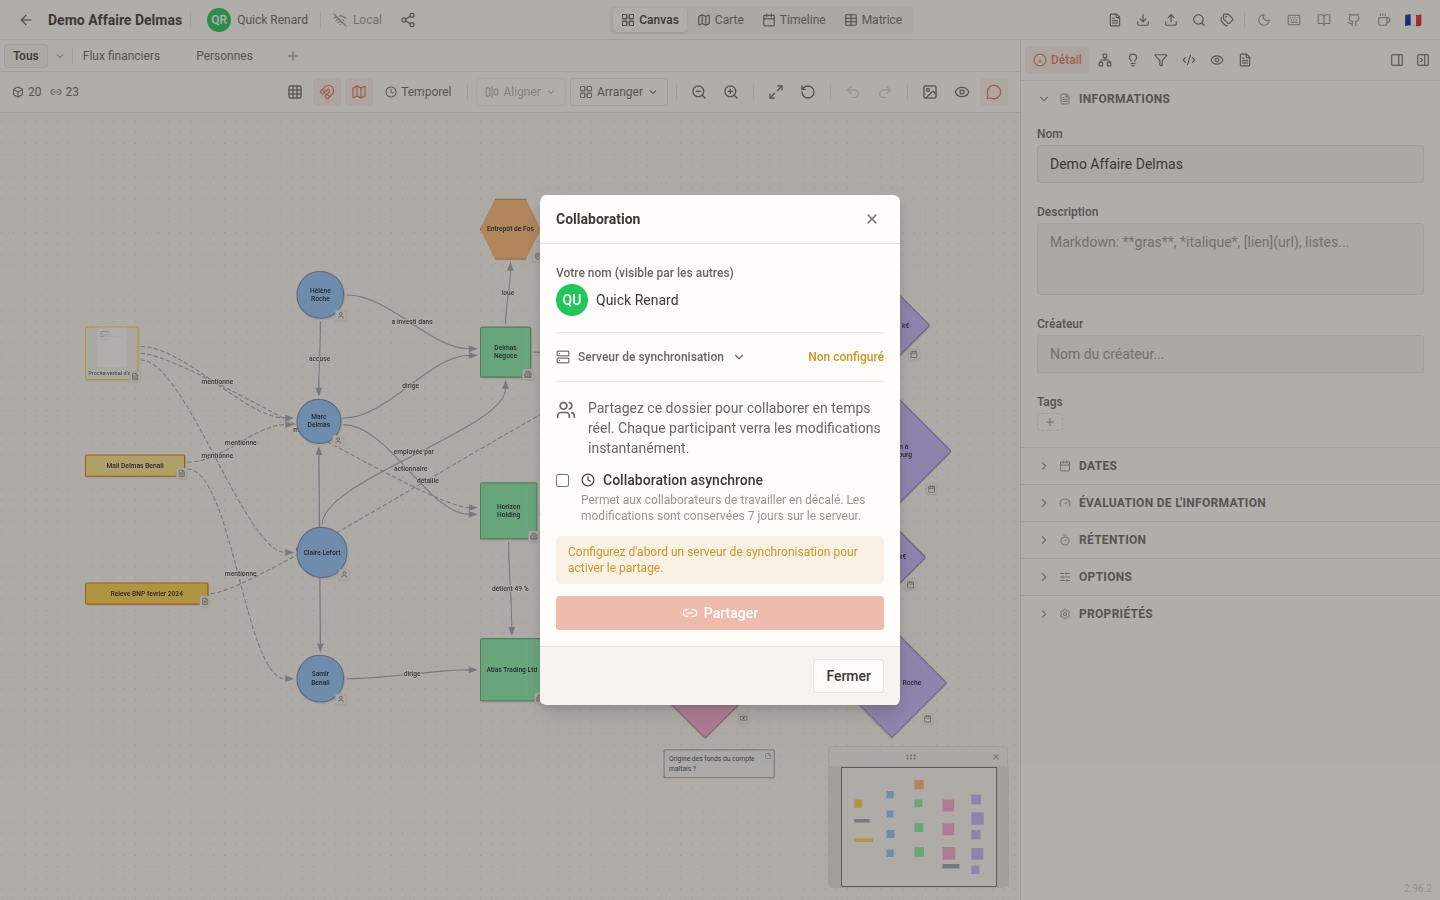 Demo Affaire Delmas
QR Quick Renard
Local
Canvas
Carte
Timeline
Matrice
Tous
Flux financiers
Personnes
20
23
Temporel
Aligner
Arranger
Détail
INFORMATIONS
Nom
Demo Affaire Delmas
Description
Markdown: **gras**, *italique*, [lien](url), listes...
Créateur
Nom du créateur...
Tags
DATES
ÉVALUATION DE L'INFORMATION
RÉTENTION
OPTIONS
PROPRIÉTÉS
2.96.2
Entrepôt de Fos
loue
Hélène
Roche
a investi dans
Delmas
Négoce
accuse
Procès-verbal d'a
mentionne
dirige
Marc
Delmas
mentionne
mentionne
employée par
actionnaire
détaille
Mail Delmas Benali
Horizon
Holding
Claire Lefort
mentionne
Releve BNP fevrier 2024
détient 49 %
Samir
Benali
dirige
Atlas Trading Ltd
k€
n à
ourg
k€
Roche
Origine des fonds du compte
maltais ?
Collaboration
Votre nom (visible par les autres)
QU Quick Renard
Serveur de synchronisation
Non configuré
Partagez ce dossier pour collaborer en temps
réel. Chaque participant verra les modifications
instantanément.
Collaboration asynchrone
Permet aux collaborateurs de travailler en décalé. Les
modifications sont conservées 7 jours sur le serveur.
Configurez d'abord un serveur de synchronisation pour
activer le partage.
Partager
Fermer